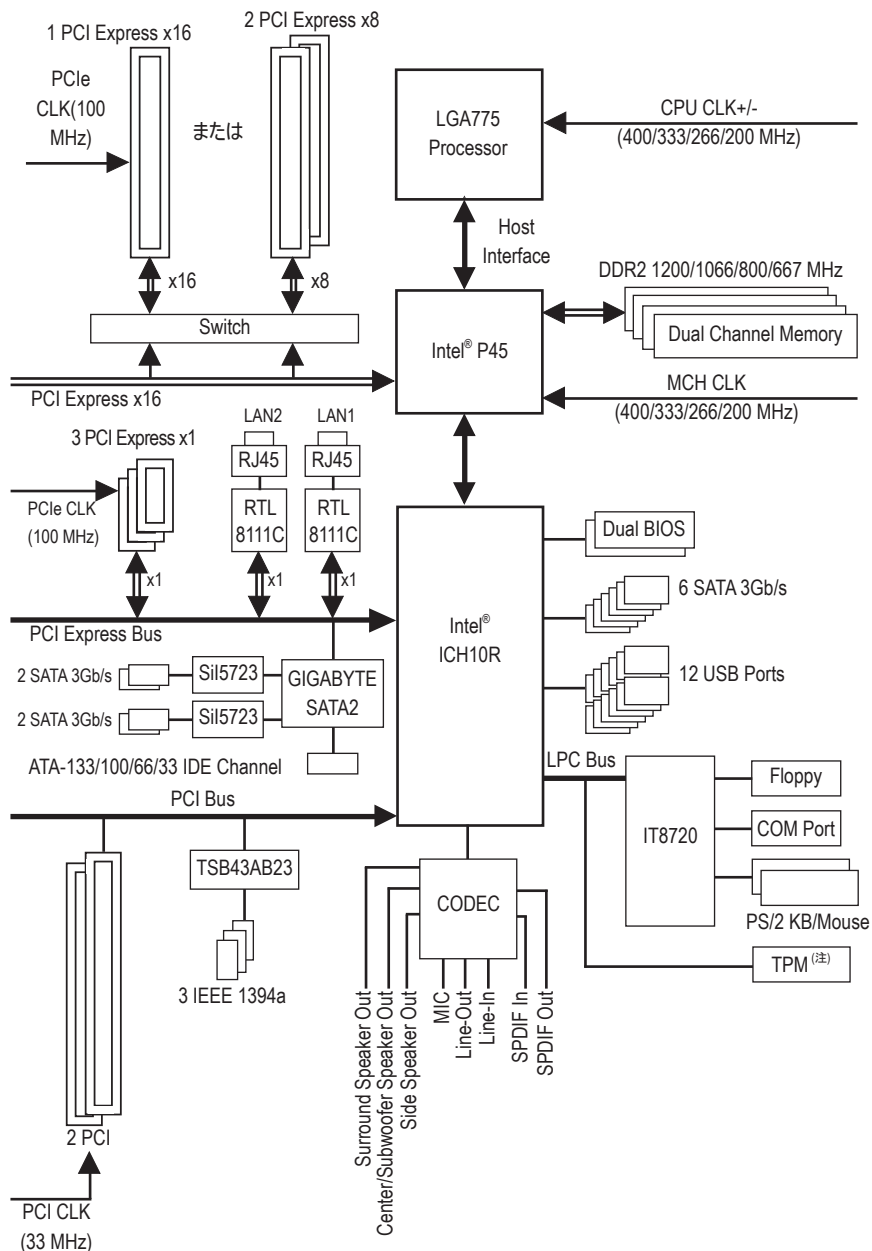 1 PCI Express x16
2 PCI Express x8
PCIe
CLK(100
MHz)
または
LGA775
Processor
CPU CLK+/-
(400/333/266/200 MHz)
Host
Interface
x16
x8
DDR2 1200/1066/800/667 MHz
Switch
Intel® P45
Dual Channel Memory
PCI Express x16
MCH CLK
(400/333/266/200 MHz)
LAN2
LAN1
3 PCI Express x1
RJ45
RJ45
PCIe CLK
(100 MHz)
RTL
8111C
RTL
8111C
Dual BIOS
x1
x1
x1
6 SATA 3Gb/s
PCI Express Bus
Intel®
ICH10R
2 SATA 3Gb/s
SiI5723
GIGABYTE
SATA2
12 USB Ports
2 SATA 3Gb/s
SiI5723
ATA-133/100/66/33 IDE Channel
LPC Bus
PCI Bus
Floppy
IT8720
COM Port
TSB43AB23
CODEC
PS/2 KB/Mouse
TPM (注)
3 IEEE 1394a
Surround Speaker Out
Center/Subwoofer Speaker Out
Side Speaker Out
MIC
Line-Out
Line-In
SPDIF In
SPDIF Out
2 PCI
PCI CLK
(33 MHz)